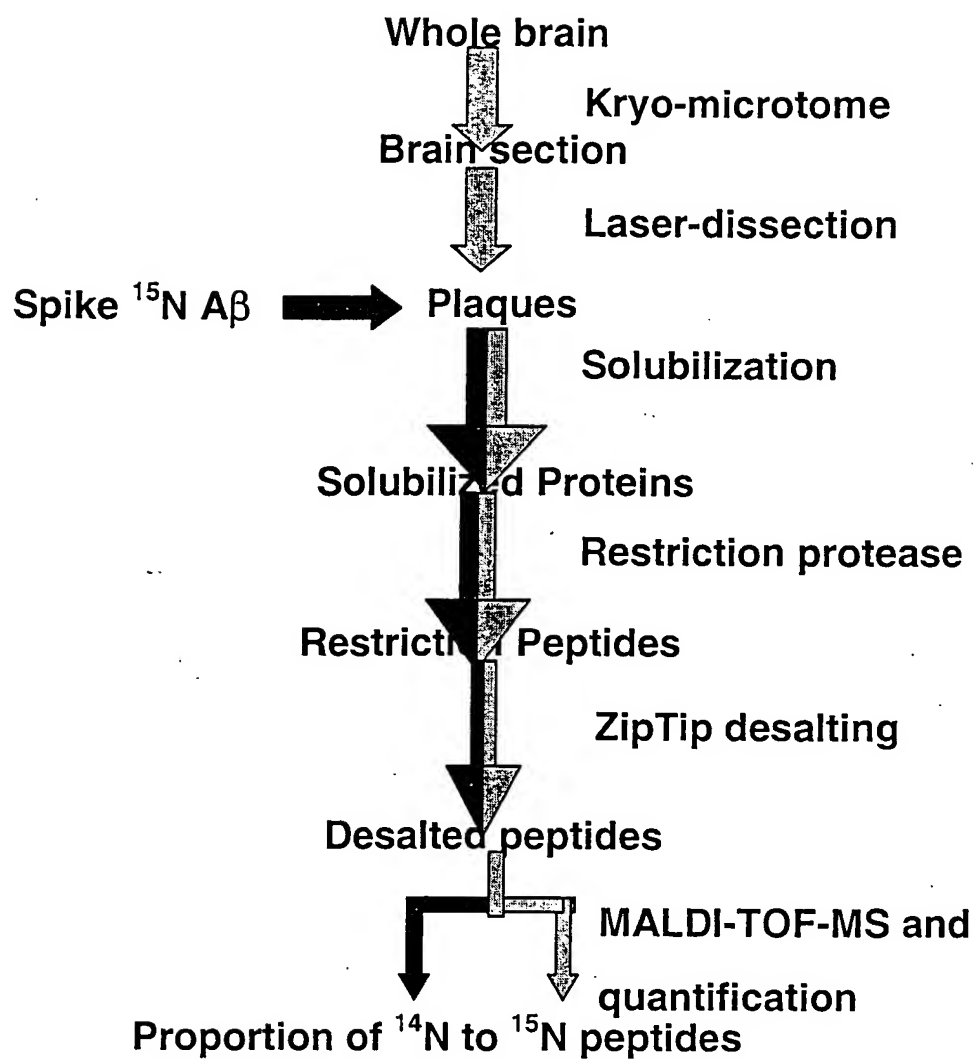 Whole brain
Kryo-microtome
Brain section
Laser-dissection
Spike ¹⁵N Aβ
Plaques
Solubilization
Solubilized Proteins
Restriction protease
Restriction Peptides
ZipTip desalting
Desalted peptides
MALDI-TOF-MS and
quantification
Proportion of ¹⁴N to ¹⁵N peptides